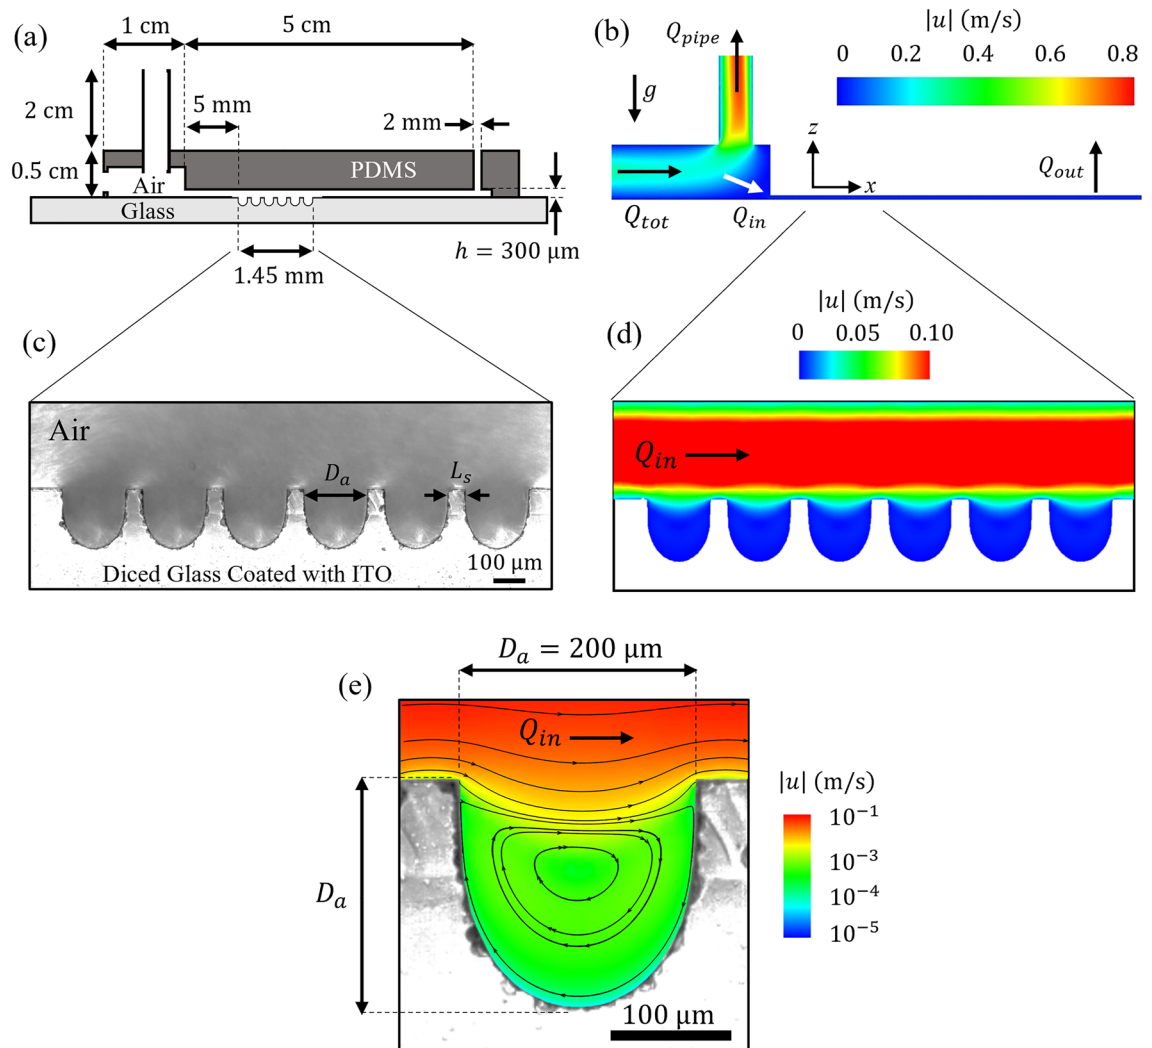 (a)
1 cm
5 cm
2 cm
5 mm
2 mm
0.5 cm
PDMS
Air
Glass
h = 300 μm
1.45 mm
(b)
Q_pipe
|u| (m/s)
0 0.2 0.4 0.6 0.8
g
z
x
Q_out
Q_tot
Q_in
(c)
Air
D_a
L_s
100 μm
Diced Glass Coated with ITO
(d)
|u| (m/s)
0 0.05 0.10
Q_in
(e)
D_a = 200 μm
Q_in
D_a
100 μm
|u| (m/s)
10^−1
10^−3
10^−4
10^−5